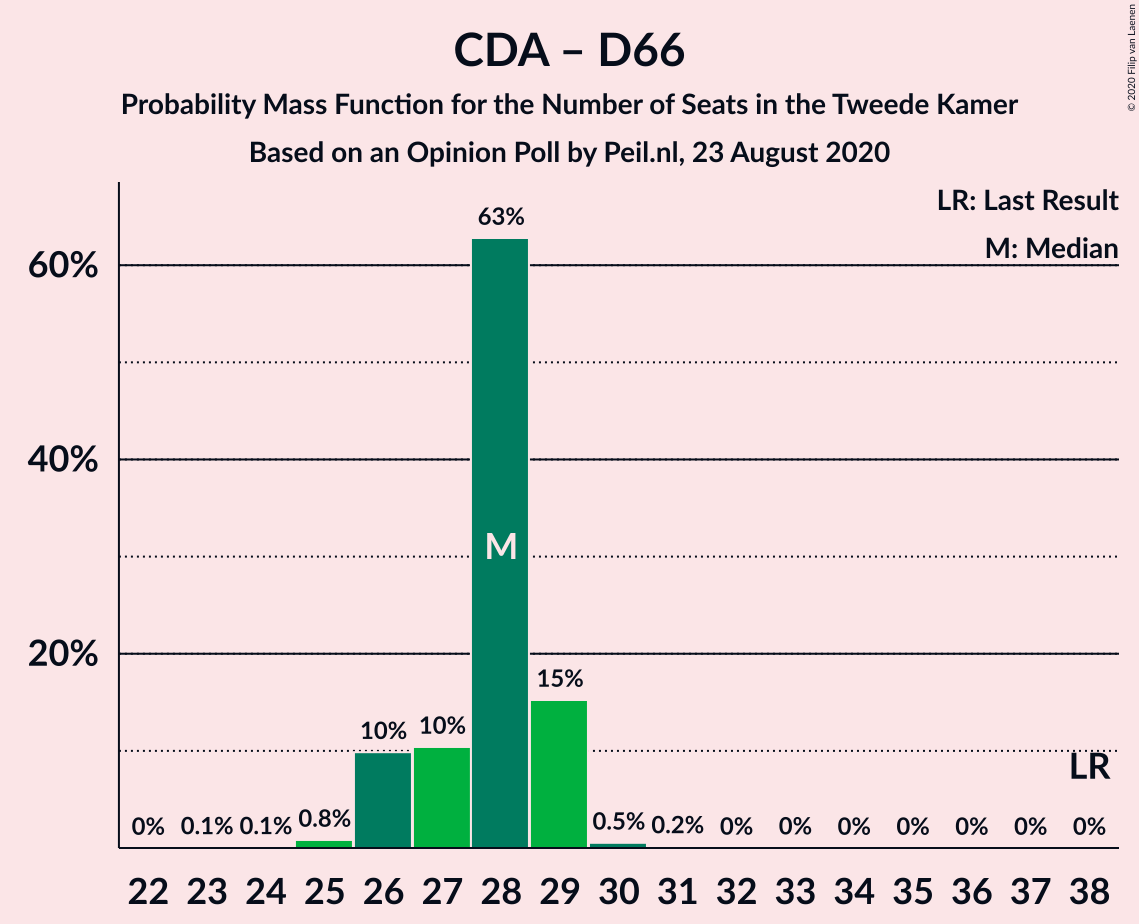 CDA – D66
Probability Mass Function for the Number of Seats in the Tweede Kamer
Based on an Opinion Poll by Peil.nl, 23 August 2020
© 2020 Filip van Laenen
LR: Last Result
M: Median
60%
40%
20%
0% 0.1% 0.1% 0.8% 10% 10% 63% 15% 0.5% 0.2% 0% 0% 0% 0% 0% 0% 0%
M
LR
22 23 24 25 26 27 28 29 30 31 32 33 34 35 36 37 38